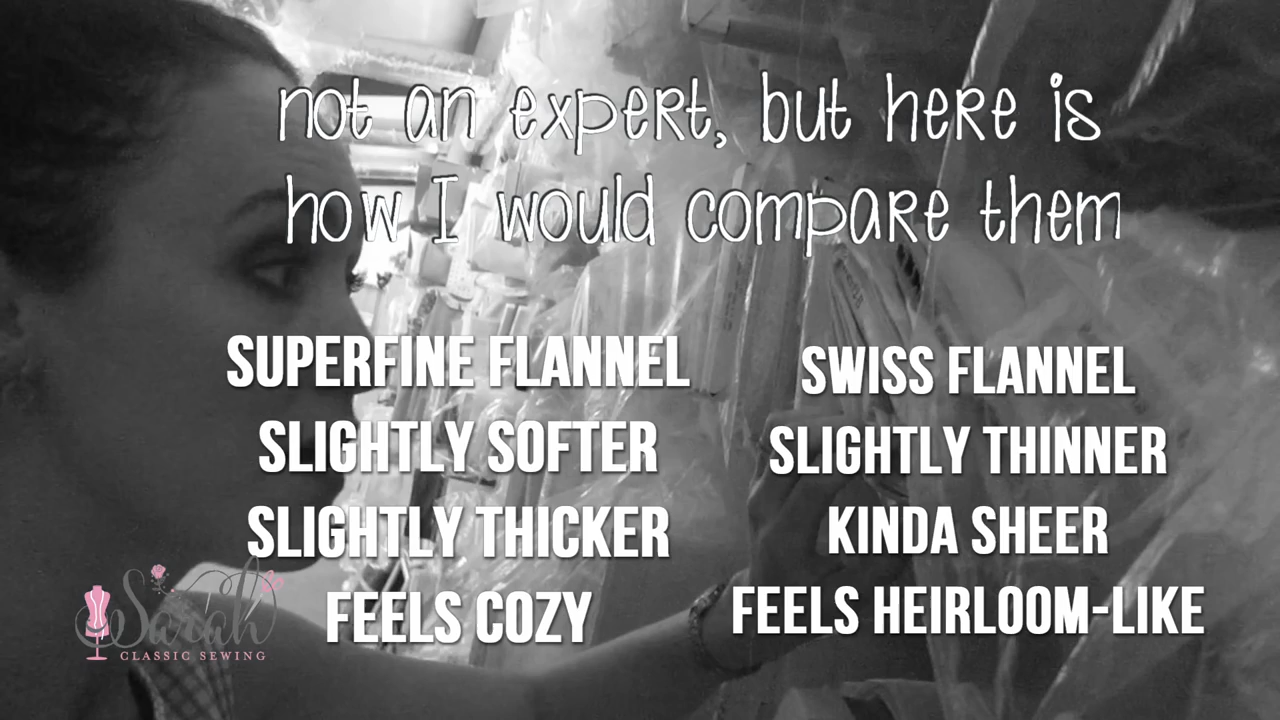 not an expert, but here is
how I would compare them
SUPERFINE FLANNEL
SLIGHTLY SOFTER
SLIGHTLY THICKER
FEELS COZY
SWISS FLANNEL
SLIGHTLY THINNER
KINDA SHEER
FEELS HEIRLOOM-LIKE
Sarah
CLASSIC SEWING